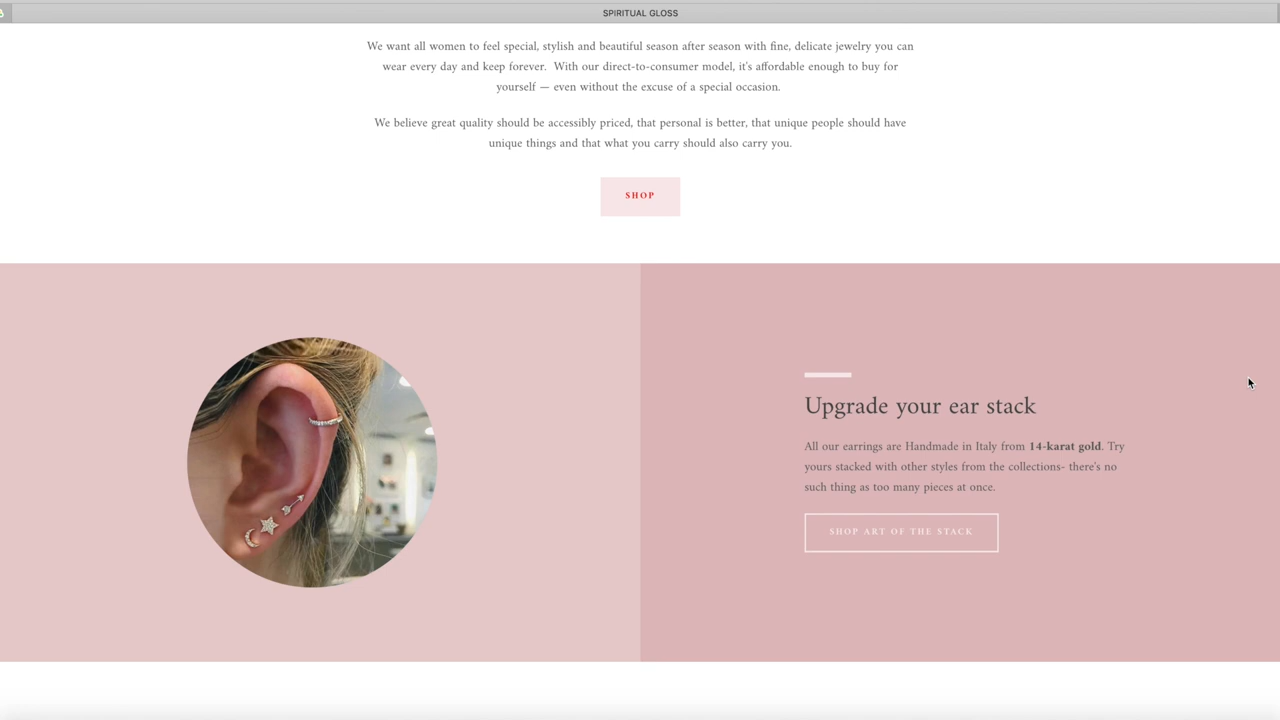 SPIRITUAL GLOSS
We want all women to feel special, stylish and beautiful season after season with fine, delicate jewelry you can
wear every day and keep forever.  With our direct-to-consumer model, it's affordable enough to buy for
yourself — even without the excuse of a special occasion.
We believe great quality should be accessibly priced, that personal is better, that unique people should have
unique things and that what you carry should also carry you.
SHOP
Upgrade your ear stack
All our earrings are Handmade in Italy from 14-karat gold. Try
yours stacked with other styles from the collections- there's no
such thing as too many pieces at once.
SHOP ART OF THE STACK